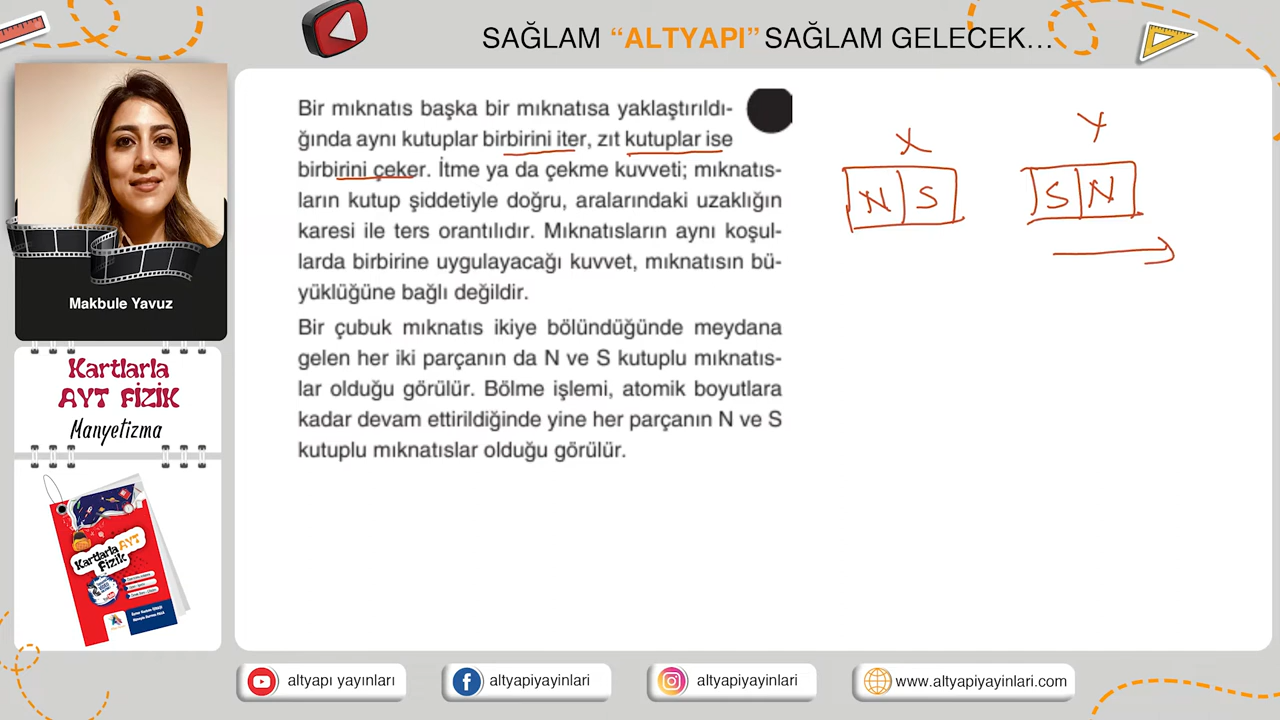 SAĞLAM “ALTYAPI” SAĞLAM GELECEK...
Bir mıknatıs başka bir mıknatısa yaklaştırıldı-
ğında aynı kutuplar birbirini iter, zıt kutuplar ise
birbirini çeker. İtme ya da çekme kuvveti; mıknatıs-
ların kutup şiddetiyle doğru, aralarındaki uzaklığın
karesi ile ters orantılıdır. Mıknatısların aynı koşul-
larda birbirine uygulayacağı kuvvet, mıknatısın bü-
yüklüğüne bağlı değildir.
Bir çubuk mıknatıs ikiye bölündüğünde meydana
gelen her iki parçanın da N ve S kutuplu mıknatıs-
lar olduğu görülür. Bölme işlemi, atomik boyutlara
kadar devam ettirildiğinde yine her parçanın N ve S
kutuplu mıknatıslar olduğu görülür.
X Y
N S S N
Makbule Yavuz
Kartlarla
AYT FİZİK
Manyetizma
Kartlarla AYT
Fizik
altyapı yayınları
altyapiyayinlari
altyapiyayinlari
www.altyapiyayinlari.com